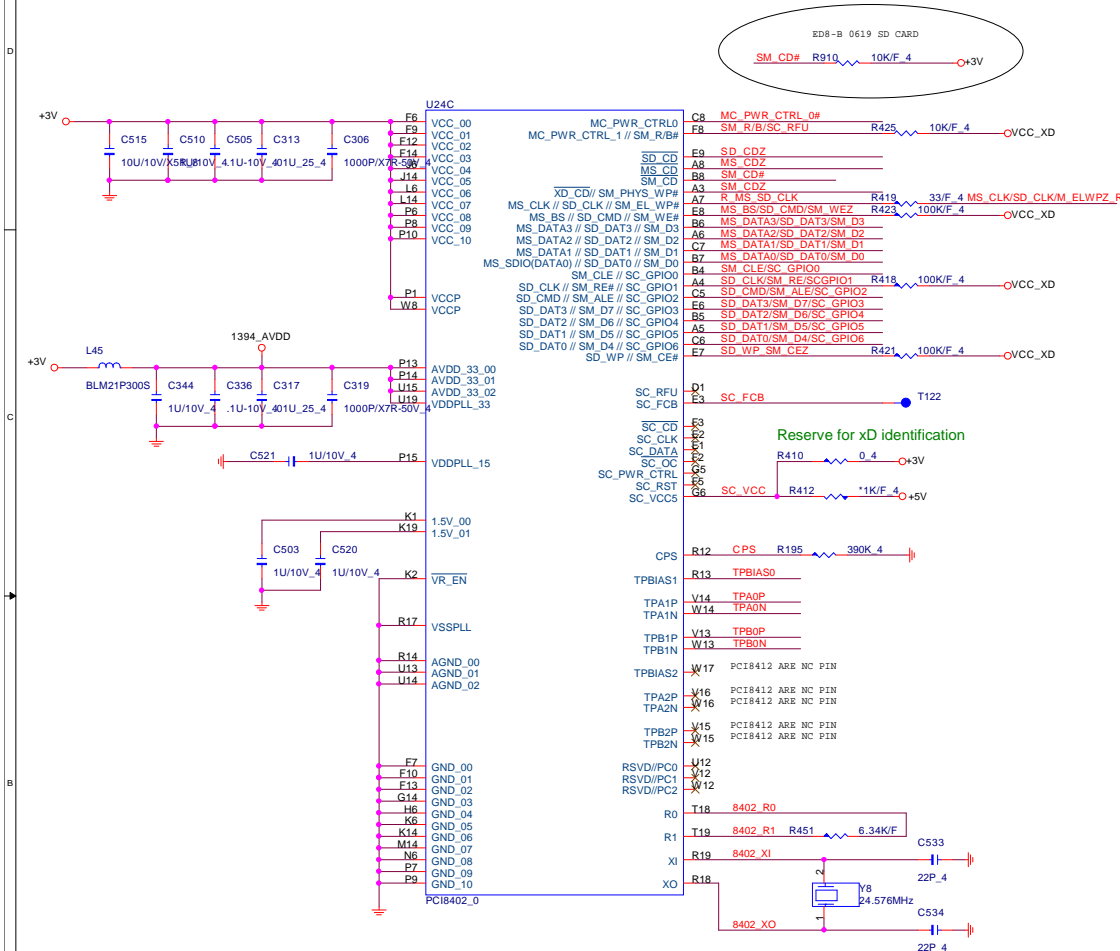 D
ED8-B 0619 SD CARD
SM_CD# R910 10K/F_4 +3V
U24C
+3V
C515 C510 C505 C313 C306
1000P/X7R-50V_4
F6 VCC_00
F9 VCC_01
F12 VCC_02
F14 VCC_03
J6 VCC_04
J14 VCC_05
L6 VCC_06
L14 VCC_07
P6 VCC_08
P8 VCC_09
P10 VCC_10
P1 VCCP
W8 VCCP
MC_PWR_CTRL0 C8 MC_PWR_CTRL_0#
MC_PWR_CTRL_1 // SM_R/B# F8 SM_R/B/SC_RFU R425 10K/F_4 VCC_XD
SD_CD E9 SD_CDZ
MS_CD A8 MS_CDZ
SM_CD B8 SM_CD#
XD_CD// SM_PHYS_WP# A3 SM_CDZ
MS_CLK // SD_CLK // SM_EL_WP# A7 R_MS_SD_CLK R419 33/F_4 MS_CLK/SD_CLK/M_ELWPZ_R
MS_BS // SD_CMD // SM_WE# E8 MS_BS/SD_CMD/SM_WEZ R423 100K/F_4 VCC_XD
MS_DATA3 // SD_DAT3 // SM_D3 B6 MS_DATA3/SD_DAT3/SM_D3
MS_DATA2 // SD_DAT2 // SM_D2 A6 MS_DATA2/SD_DAT2/SM_D2
MS_DATA1 // SD_DAT1 // SM_D1 C7 MS_DATA1/SD_DAT1/SM_D1
MS_SDIO(DATA0) // SD_DAT0 // SM_D0 B7 MS_DATA0/SD_DAT0/SM_D0
SM_CLE // SC_GPIO0 B4 SM_CLE/SC_GPIO0
SD_CLK // SM_RE# // SC_GPIO1 A4 SD_CLK/SM_RE/SCGPIO1 R418 100K/F_4 VCC_XD
SD_CMD // SM_ALE // SC_GPIO2 C5 SD_CMD/SM_ALE/SC_GPIO2
SD_DAT3 // SM_D7 // SC_GPIO3 E6 SD_DAT3/SM_D7/SC_GPIO3
SD_DAT2 // SM_D6 // SC_GPIO4 B5 SD_DAT2/SM_D6/SC_GPIO4
SD_DAT1 // SM_D5 // SC_GPIO5 A5 SD_DAT1/SM_D5/SC_GPIO5
SD_DAT0 // SM_D4 // SC_GPIO6 C6 SD_DAT0/SM_D4/SC_GPIO6
SD_WP // SM_CE# E7 SD_WP_SM_CEZ R421 100K/F_4 VCC_XD
1394_AVDD
+3V L45
BLM21P300S
C344 C336 C317 C319
1U/10V_4 .1U-10V_4 .01U_25_4 1000P/X7R-50V_4
P13 AVDD_33_00
P14 AVDD_33_01
U15 AVDD_33_02
U19 VDDPLL_33
C
SC_RFU D1
SC_FCB E3 SC_FCB T122
SC_CD E3
SC_CLK
SC_DATA
SC_OC
SC_PWR_CTRL G5
SC_RST
SC_VCC5 G6 SC_VCC R412 *1K/F_4 +5V
Reserve for xD identification
R410 0_4 +3V
C521 1U/10V_4 P15 VDDPLL_15
K1 1.5V_00
K19 1.5V_01
C503 C520
1U/10V_4 1U/10V_4
K2 VR_EN
R17 VSSPLL
R14 AGND_00
U13 AGND_01
U14 AGND_02
CPS R12 CPS R195 390K_4
TPBIAS1 R13 TPBIAS0
TPA1P V14 TPA0P
TPA1N W14 TPA0N
TPB1P V13 TPB0P
TPB1N W13 TPB0N
TPBIAS2 W17 PCI8412 ARE NC PIN
TPA2P V16 PCI8412 ARE NC PIN
TPA2N W16 PCI8412 ARE NC PIN
TPB2P V15 PCI8412 ARE NC PIN
TPB2N W15 PCI8412 ARE NC PIN
B
F7 GND_00
F10 GND_01
F13 GND_02
G14 GND_03
H6 GND_04
K6 GND_05
K14 GND_06
M14 GND_07
N6 GND_08
P7 GND_09
P9 GND_10
RSVD//PC0 U12
RSVD//PC1 V12
RSVD//PC2 W12
R0 T18 8402_R0
R1 T19 8402_R1 R451 6.34K/F
XI R19 8402_XI
C533
22P_4
XO R18
2
Y8
24.576MHz
1
8402_XO
C534
22P_4
PCI8402_0